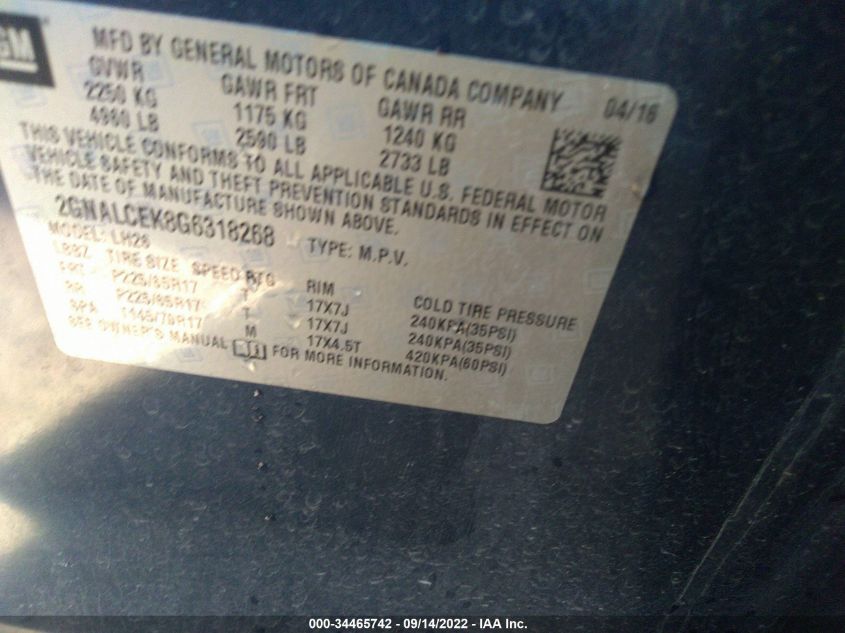 GM
MFD BY GENERAL MOTORS OF CANADA COMPANY 04/16
GVWR GAWR FRT GAWR RR
2250 KG 1175 KG 1240 KG
4960 LB 2590 LB 2733 LB
THIS VEHICLE CONFORMS TO ALL APPLICABLE U.S. FEDERAL MOTOR
VEHICLE SAFETY AND THEFT PREVENTION STANDARDS IN EFFECT ON
THE DATE OF MANUFACTURE SHOWN ABOVE.
2GNALCEK8G6318268 TYPE: M.P.V.
MODEL: LH26
TIRE SIZE SPEED RTG RIM COLD TIRE PRESSURE
FRT P225/65R17 T 17X7J 240KPA(35PSI)
RR P225/65R17 T 17X7J 240KPA(35PSI)
SPA T145/70R17 M 17X4.5T 420KPA(60PSI)
SEE OWNER'S MANUAL FOR MORE INFORMATION.
000-34465742 - 09/14/2022 - IAA Inc.